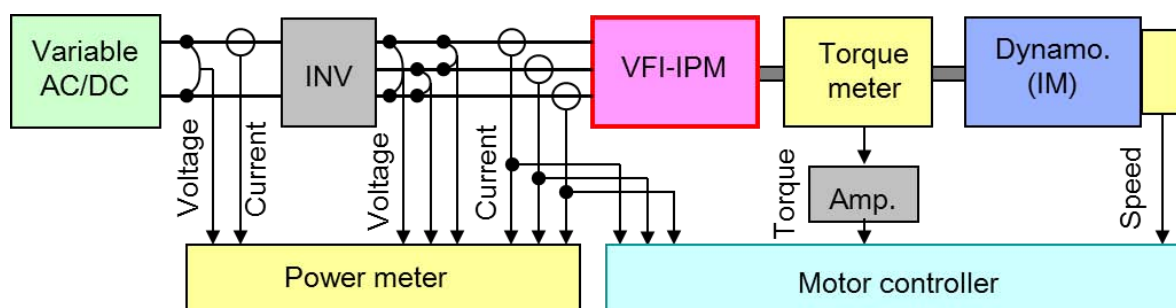 Variable
AC/DC
INV
VFI-IPM
Torque
meter
Dynamo.
(IM)
Voltage
Current
Voltage
Current
Torque
Amp.
Speed
Power meter
Motor controller